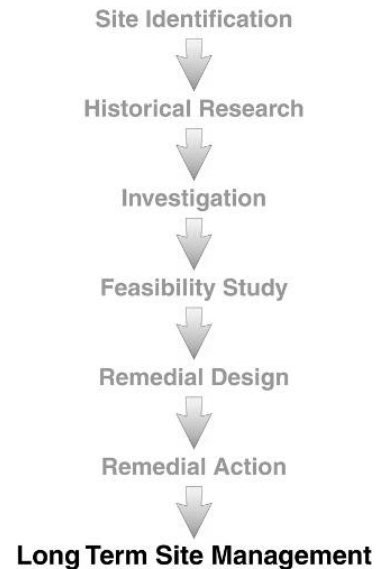 Site Identification
Historical Research
Investigation
Feasibility Study
Remedial Design
Remedial Action
Long Term Site Management